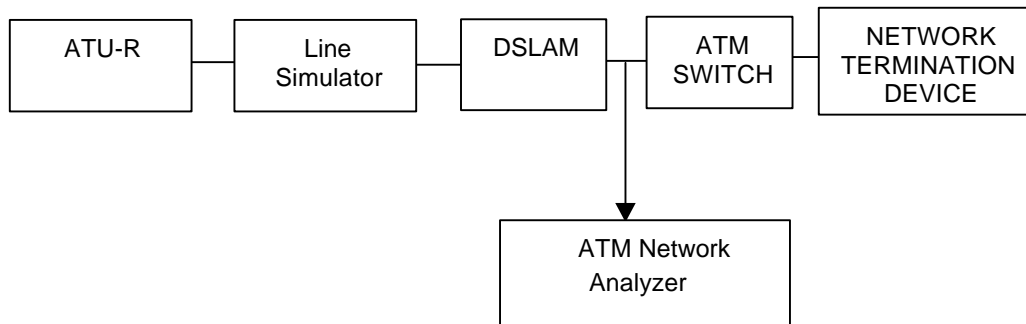 ATU-R
Line
Simulator
DSLAM
ATM
SWITCH
NETWORK
TERMINATION
DEVICE
ATM Network
Analyzer